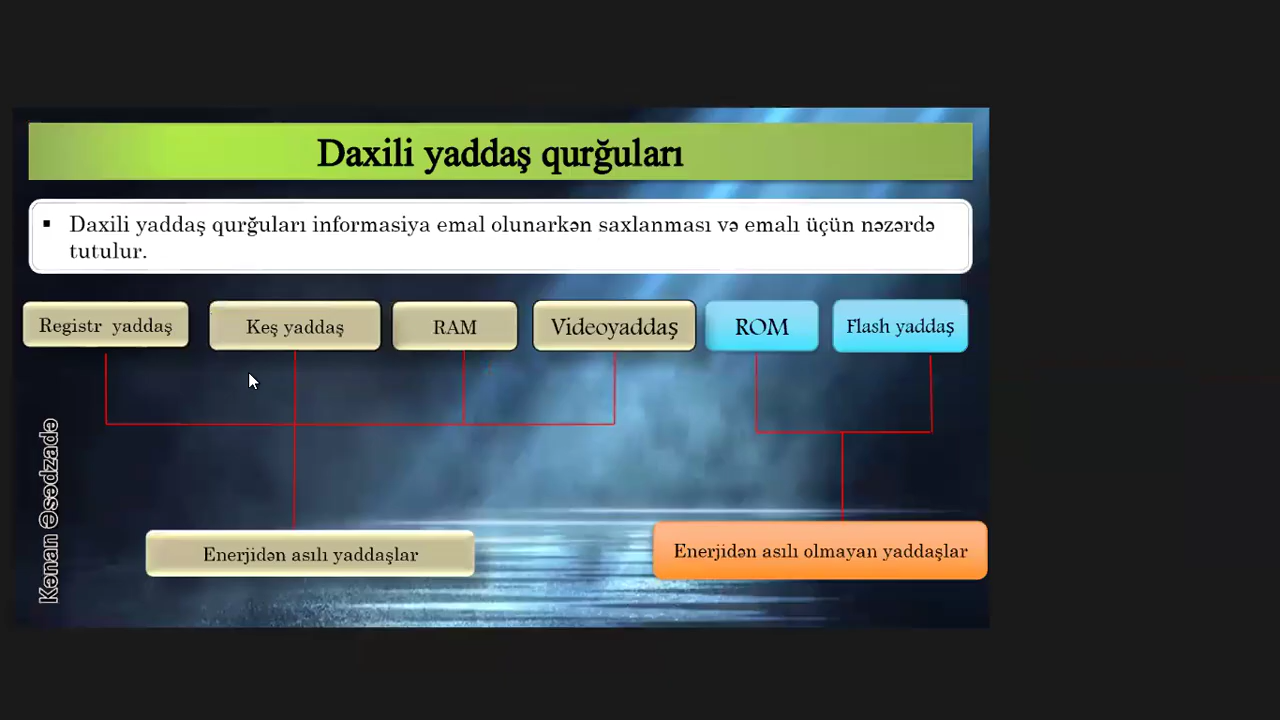 Daxili yaddaş qurğuları
▪ Daxili yaddaş qurğuları informasiya emal olunarkən saxlanması və emalı üçün nəzərdə
tutulur.
Registr yaddaş
Keş yaddaş
RAM
Videoyaddaş
ROM
Flash yaddaş
Enerjidən asılı yaddaşlar
Enerjidən asılı olmayan yaddaşlar
Kənan Əsədzadə